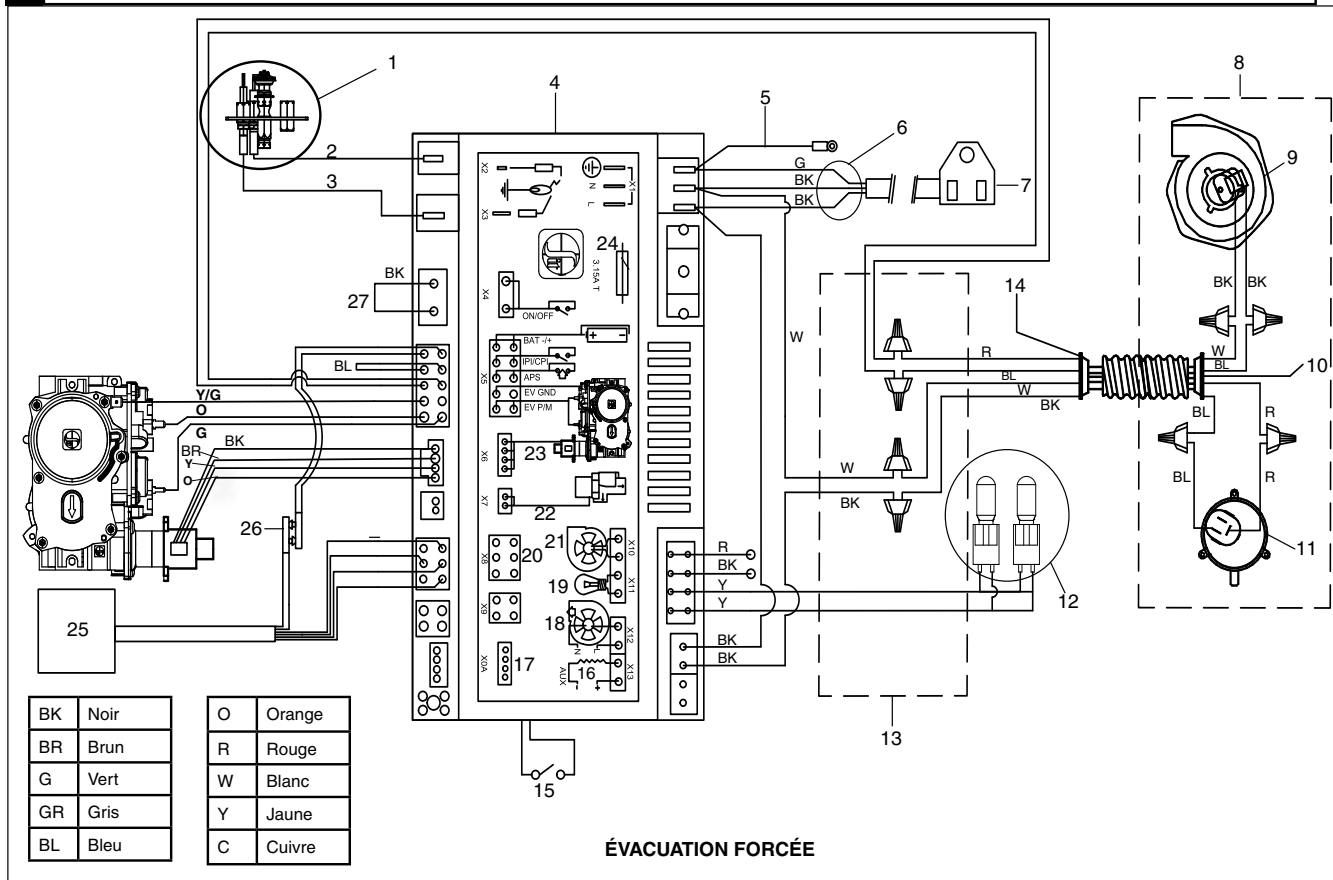 1
4
5
6
7
8
9
2
3
X2
X3
X1
N
L
G
BK
BK
24
3.15A T
BK
27
X4
ON/OFF
BAT -/+
IPI/CPI
APS
EV GND
EV P/M
X5
BL
Y/G
O
G
BK
BR
Y
O
X6
23
X7
22
26
W
W
BK
14
R
W
BK
BK
BK
W
BL
10
BL
R
BL
R
11
12
13
X8
20
21
X10
19
X11
X9
18
X12
N
L
X0A
17
16
AUX
- +
X13
R
BK
Y
Y
BK
BK
25
15
BK Noir
BR Brun
G Vert
GR Gris
BL Bleu
O Orange
R Rouge
W Blanc
Y Jaune
C Cuivre
ÉVACUATION FORCÉE